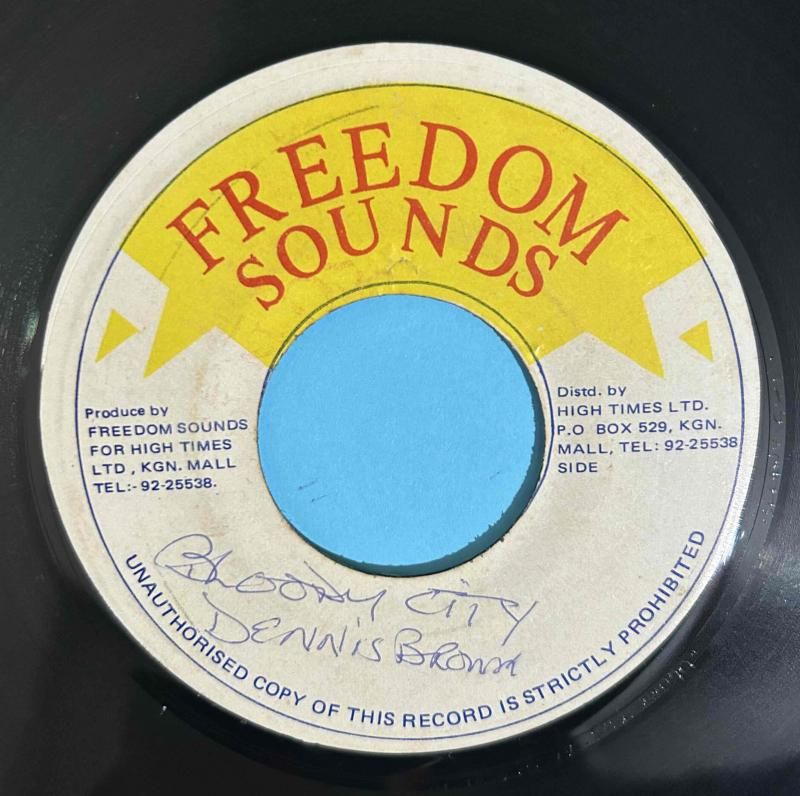 FREEDOM
SOUNDS
Produce by
FREEDOM SOUNDS
FOR HIGH TIMES
LTD , KGN. MALL
TEL:- 92-25538.
Distd. by
HIGH TIMES LTD.
P.O BOX 529, KGN.
MALL, TEL: 92-25538
SIDE
BLOODY CITY
DENNIS BROWN
UNAUTHORISED COPY OF THIS RECORD IS STRICTLY PROHIBITED